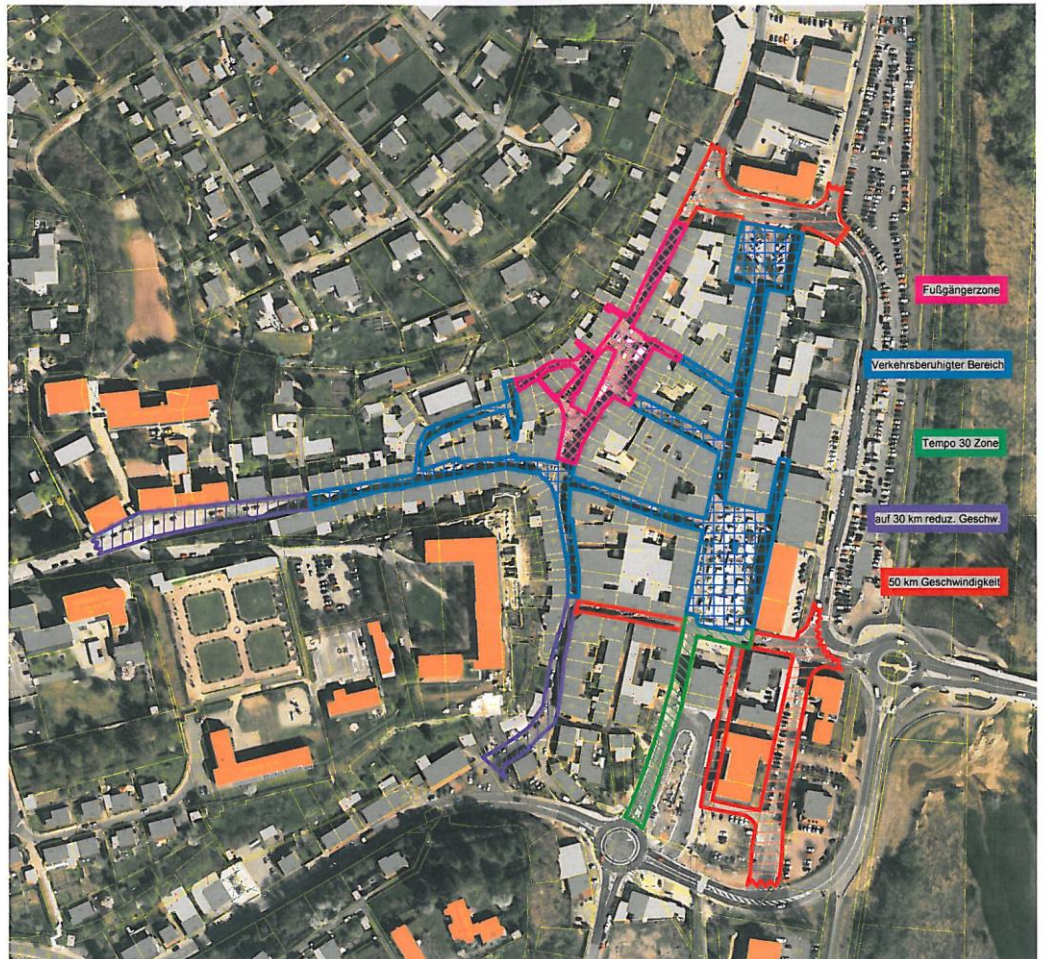 Fußgängerzone
Verkehrsberuhigter Bereich
Tempo 30 Zone
auf 30 km reduz. Geschw.
50 km Geschwindigkeit